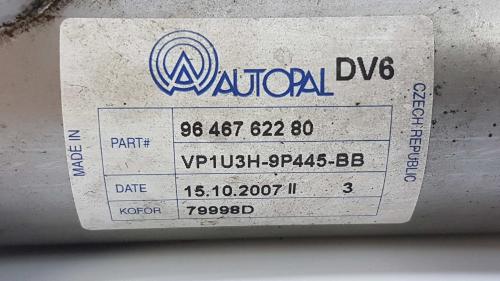 AUTOPAL DV6
MADE IN
CZECH REPUBLIC
PART# 96 467 622 80
VP1U3H-9P445-BB
DATE 15.10.2007 II 3
KOFOR 79998D